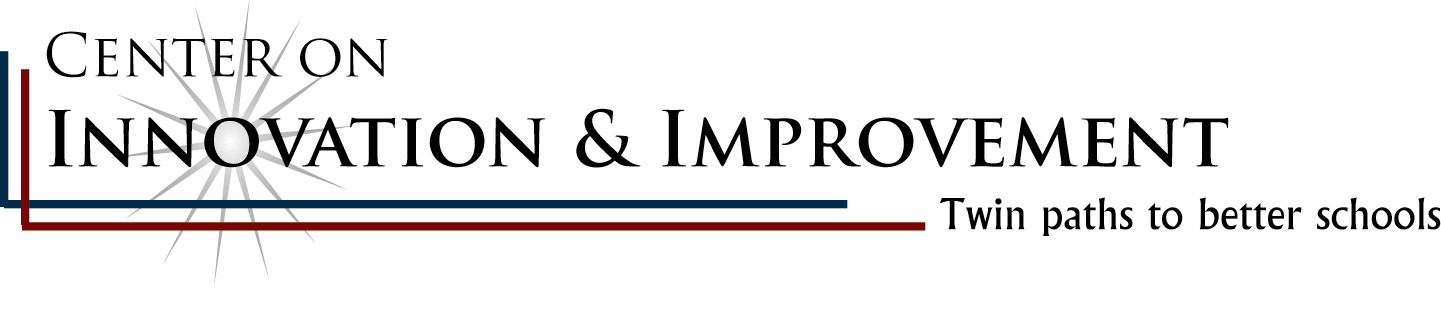 Center on
Innovation & Improvement
Twin paths to better schools